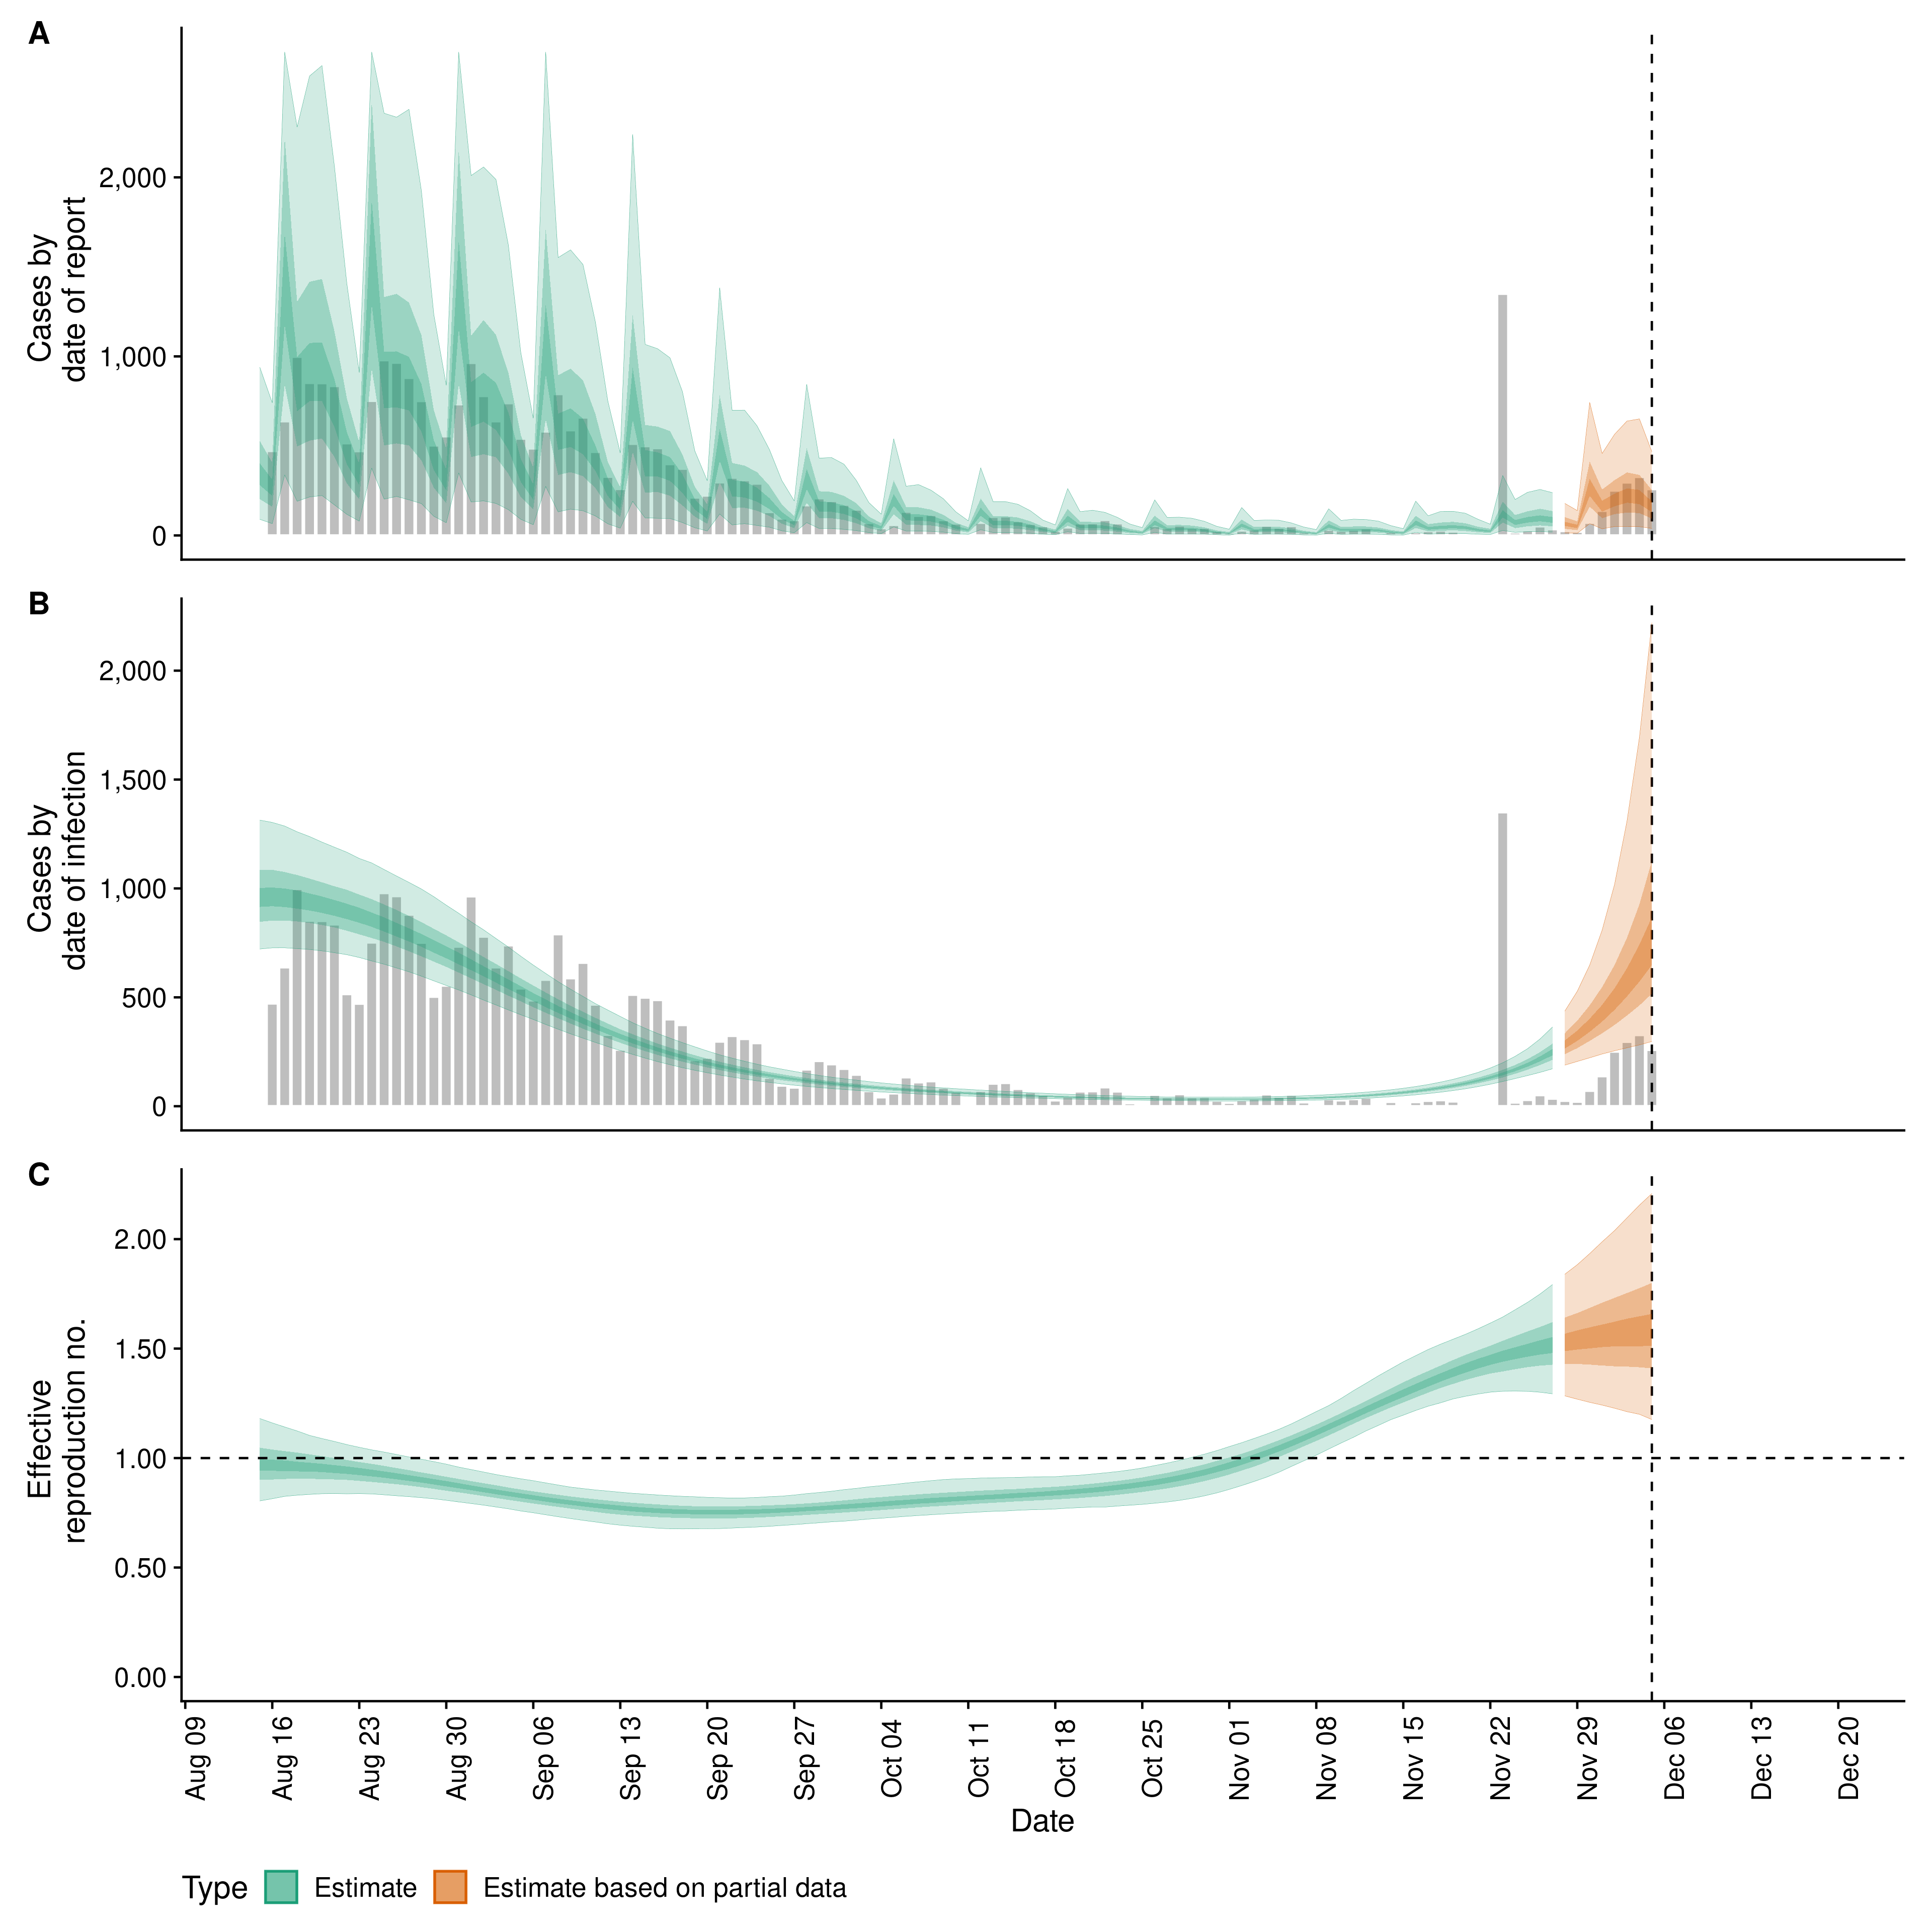 A
Cases by
date of report
2,000
1,000
0
B
Cases by
date of infection
2,000
1,500
1,000
500
0
C
Effective
reproduction no.
2.00
1.50
1.00
0.50
0.00
Aug 09
Aug 16
Aug 23
Aug 30
Sep 06
Sep 13
Sep 20
Sep 27
Oct 04
Oct 11
Oct 18
Oct 25
Nov 01
Nov 08
Nov 15
Nov 22
Nov 29
Dec 06
Dec 13
Dec 20
Date
Type Estimate Estimate based on partial data